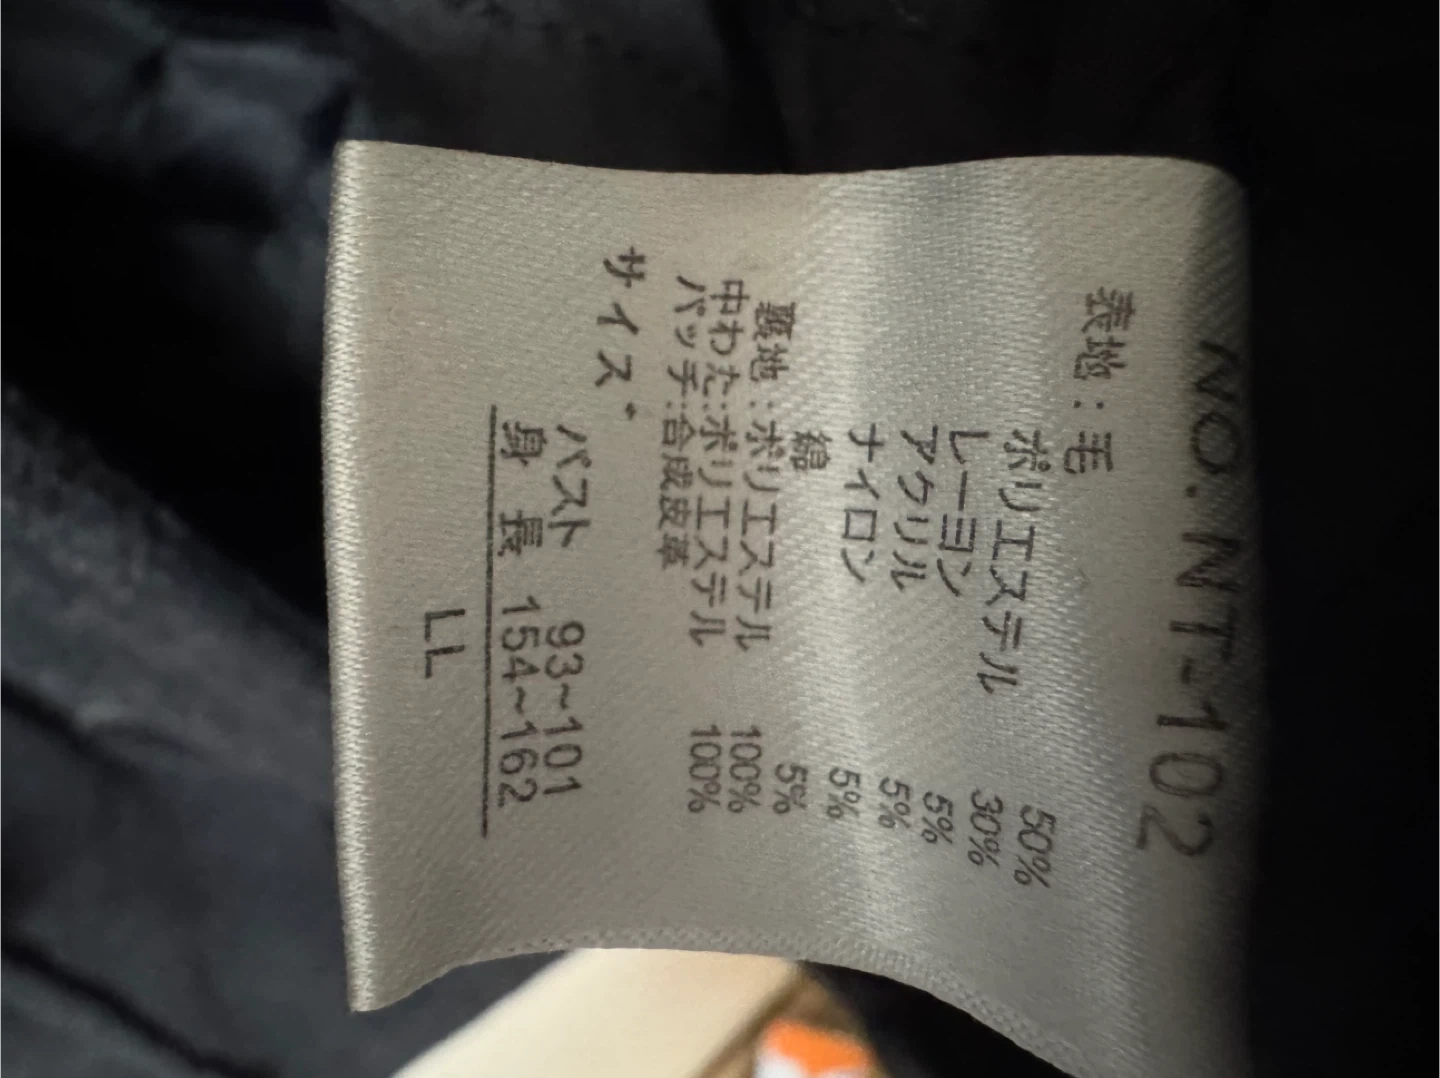 NO.NT-102
表地：毛 50%
ポリエステル 30%
レーヨン 5%
アクリル 5%
ナイロン 5%
綿 5%
裏地：ポリエステル 100%
中わた：ポリエステル 100%
パッチ：合成皮革
サイズ
バスト 93~101
身長 154~162
LL